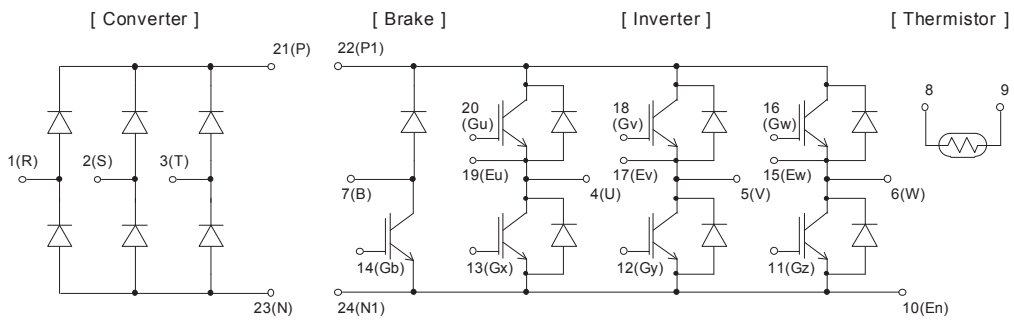 [ Converter ] [ Brake ] [ Inverter ] [ Thermistor ]
21(P) 22(P1)
20 18 16 8 9
(Gu) (Gv) (Gw)
1(R) 2(S) 3(T) 19(Eu) 17(Ev) 15(Ew)
7(B) 4(U) 5(V) 6(W)
14(Gb) 13(Gx) 12(Gy) 11(Gz)
23(N) 24(N1) 10(En)